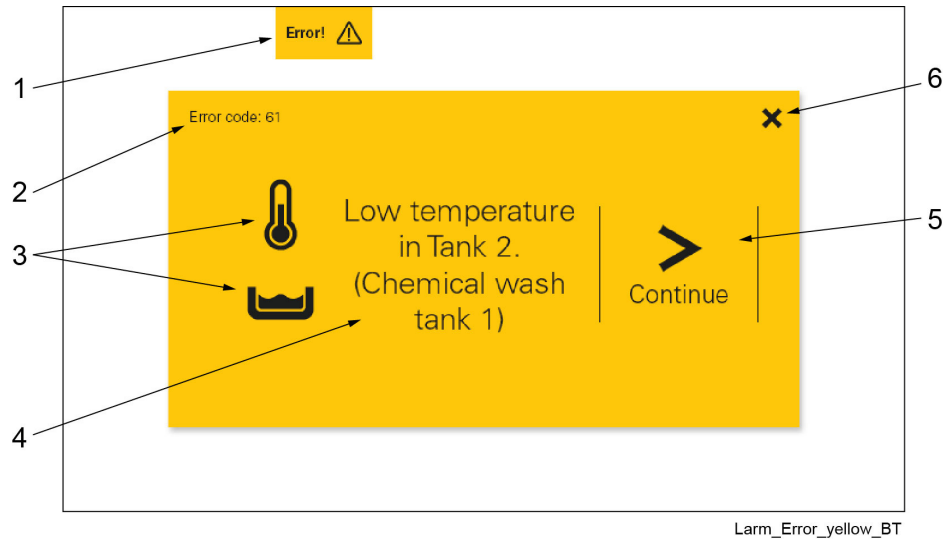 Error!
1
6
Error code: 61
2
Low temperature
in Tank 2.
(Chemical wash
tank 1)
3
5
Continue
4
Larm_Error_yellow_BT